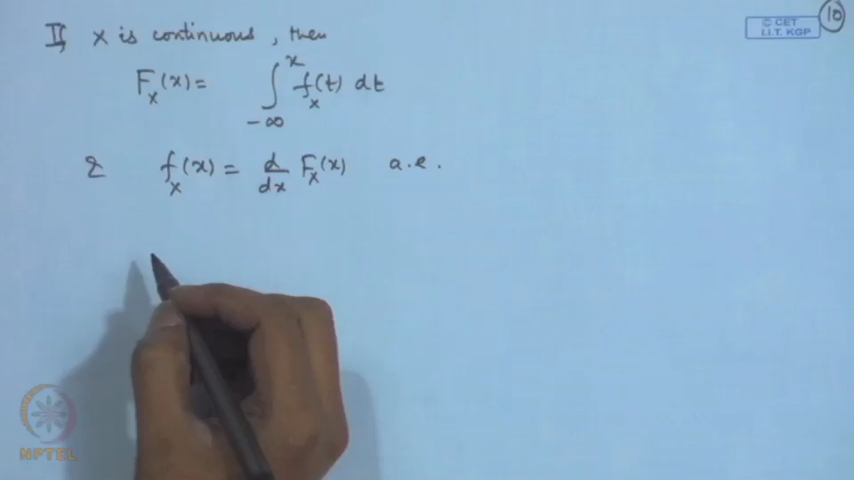 If X is continuous, then
F_X(x) = ∫_{-∞}^{x} f_X(t) dt
& f_X(x) = d/dx F_X(x) a.e.
© CET
I.I.T. KGP
10
NPTEL